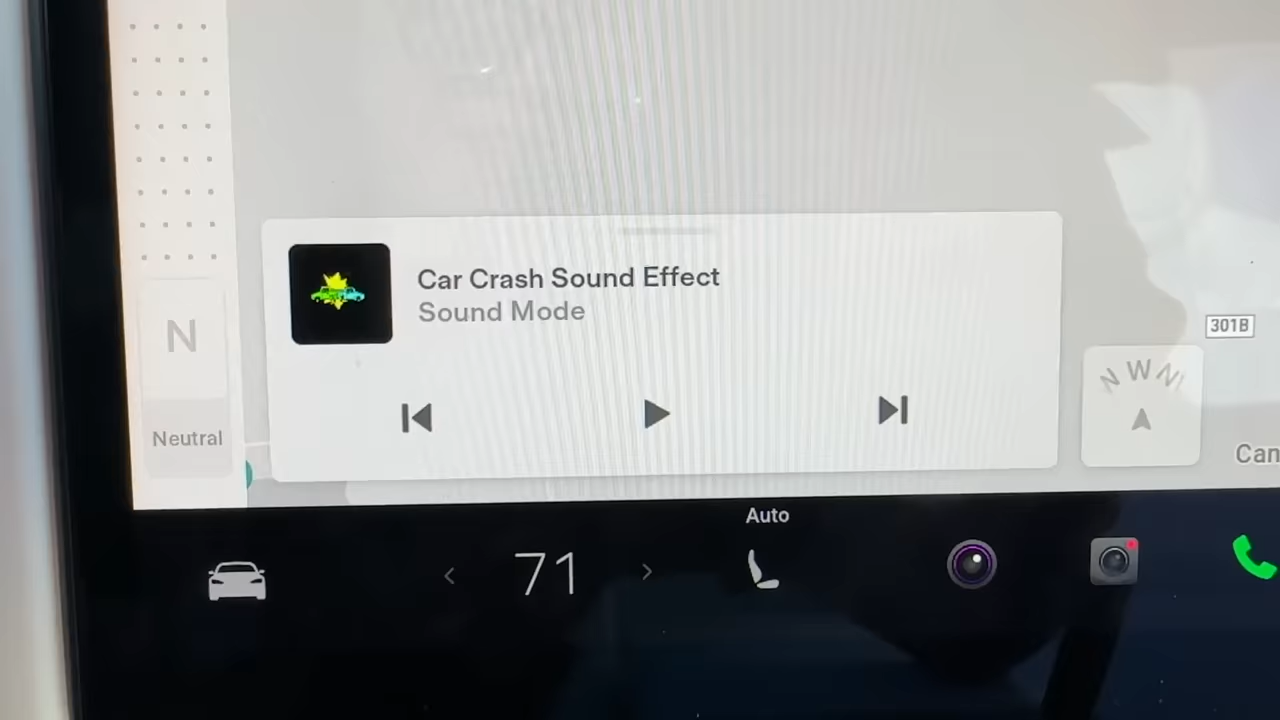 Car Crash Sound Effect
Sound Mode
N
Neutral
301B
N W N
Can
Auto
71